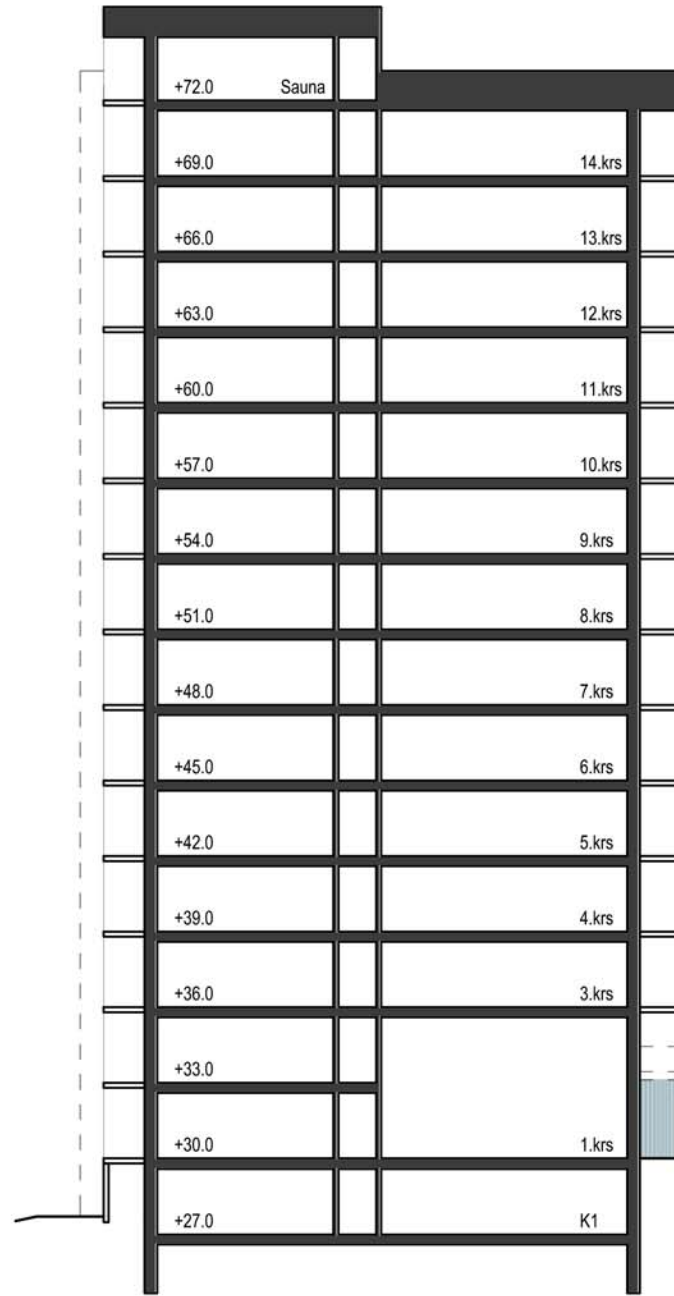 +72.0 Sauna
+69.0 14.krs
+66.0 13.krs
+63.0 12.krs
+60.0 11.krs
+57.0 10.krs
+54.0 9.krs
+51.0 8.krs
+48.0 7.krs
+45.0 6.krs
+42.0 5.krs
+39.0 4.krs
+36.0 3.krs
+33.0
+30.0 1.krs
+27.0 K1